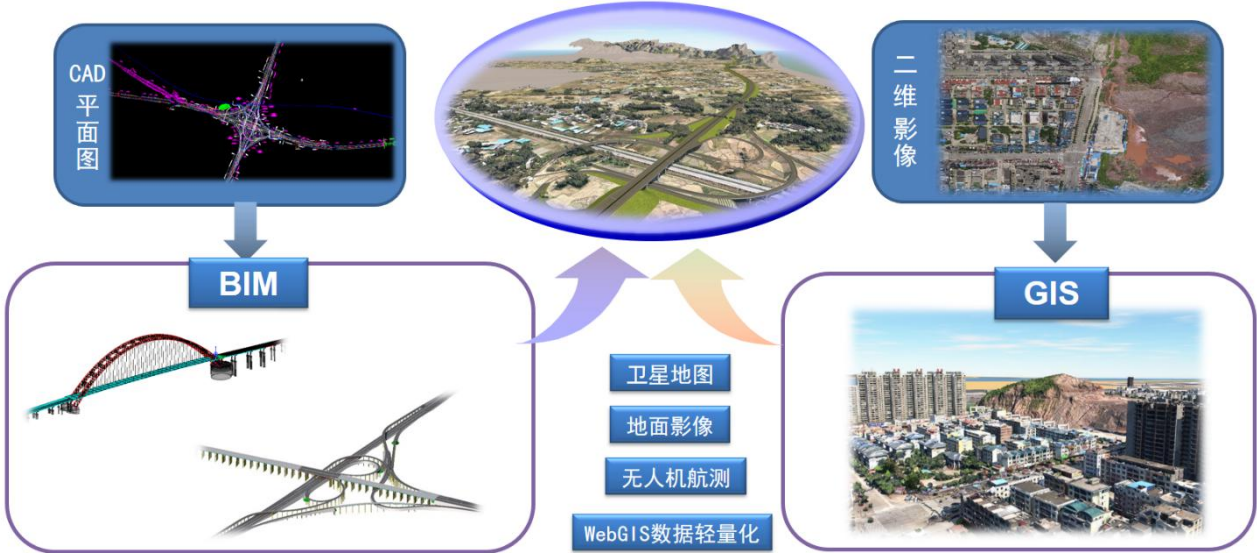 CAD
平
面
图
二
维
影
像
BIM
GIS
卫星地图
地面影像
无人机航测
WebGIS数据轻量化